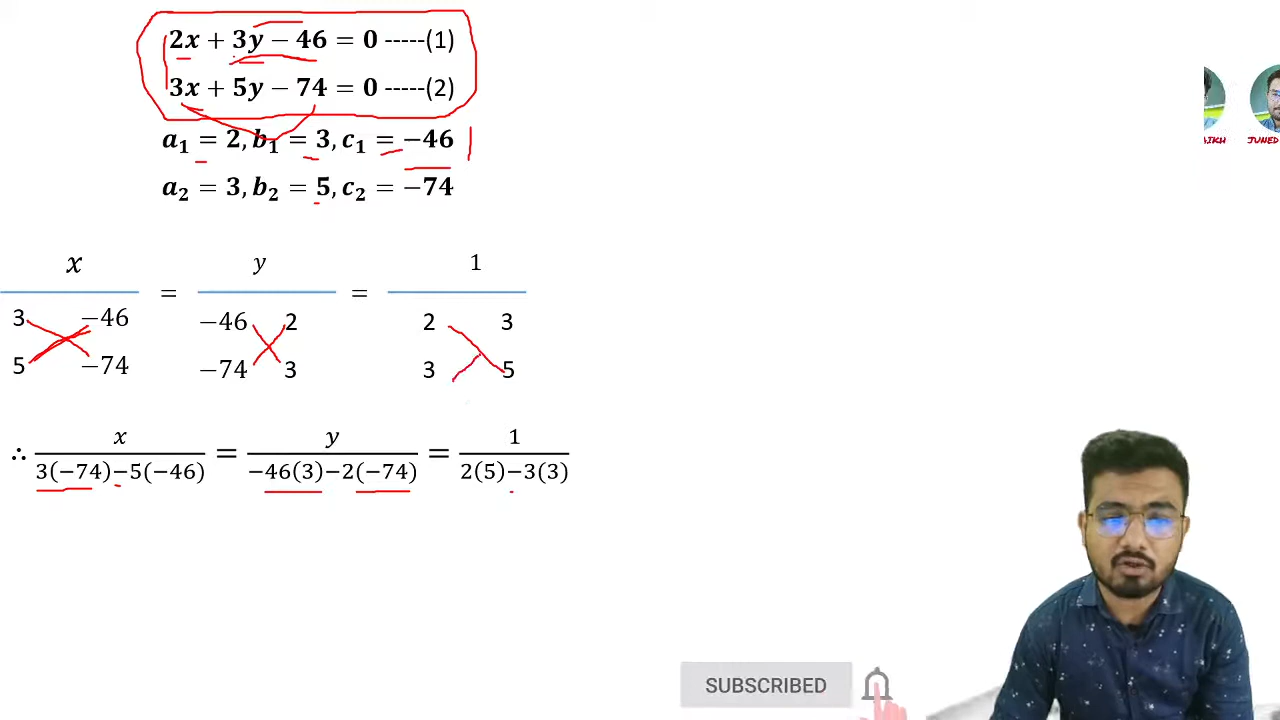 2x + 3y − 46 = 0 -----(1)
3x + 5y − 74 = 0 -----(2)
a₁ = 2, b₁ = 3, c₁ = −46
a₂ = 3, b₂ = 5, c₂ = −74
x y 1
= =
3 −46 −46 2 2 3
5 −74 −74 3 3 5
∴ x/(3(−74)−5(−46)) = y/(−46(3)−2(−74)) = 1/(2(5)−3(3))
JUNED
SUBSCRIBED